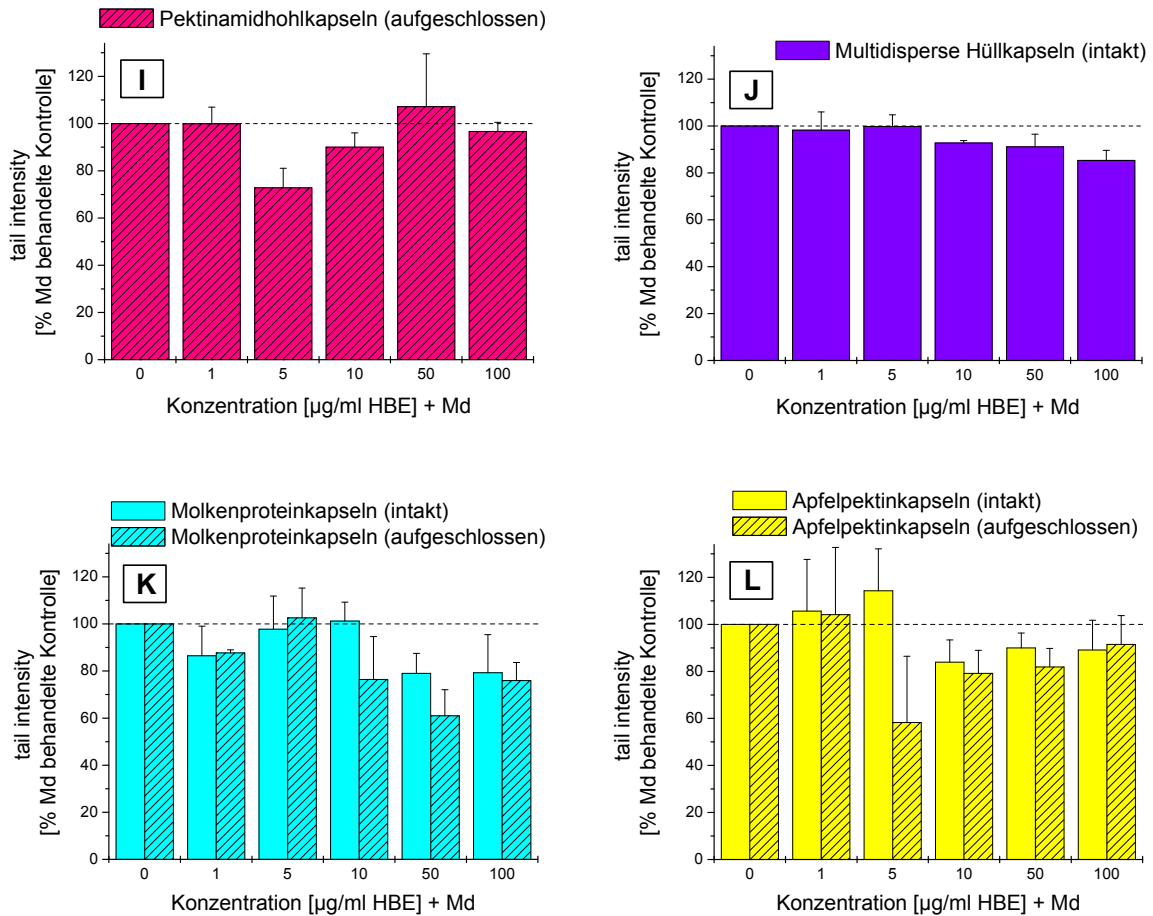 Pektinamidhohlkapseln (aufgeschlossen)
I
120
100
80
60
40
20
0
tail intensity
[% Md behandelte Kontrolle]
0 1 5 10 50 100
Konzentration [µg/ml HBE] + Md
Multidisperse Hüllkapseln (intakt)
J
120
100
80
60
40
20
0
tail intensity
[% Md behandelte Kontrolle]
0 1 5 10 50 100
Konzentration [µg/ml HBE] + Md
Molkenproteinkapseln (intakt)
Molkenproteinkapseln (aufgeschlossen)
K
120
100
80
60
40
20
0
tail intensity
[% Md behandelte Kontrolle]
0 1 5 10 50 100
Konzentration [µg/ml HBE] + Md
Apfelpektinkapseln (intakt)
Apfelpektinkapseln (aufgeschlossen)
L
120
100
80
60
40
20
0
tail intensity
[% Md behandelte Kontrolle]
0 1 5 10 50 100
Konzentration [µg/ml HBE] + Md